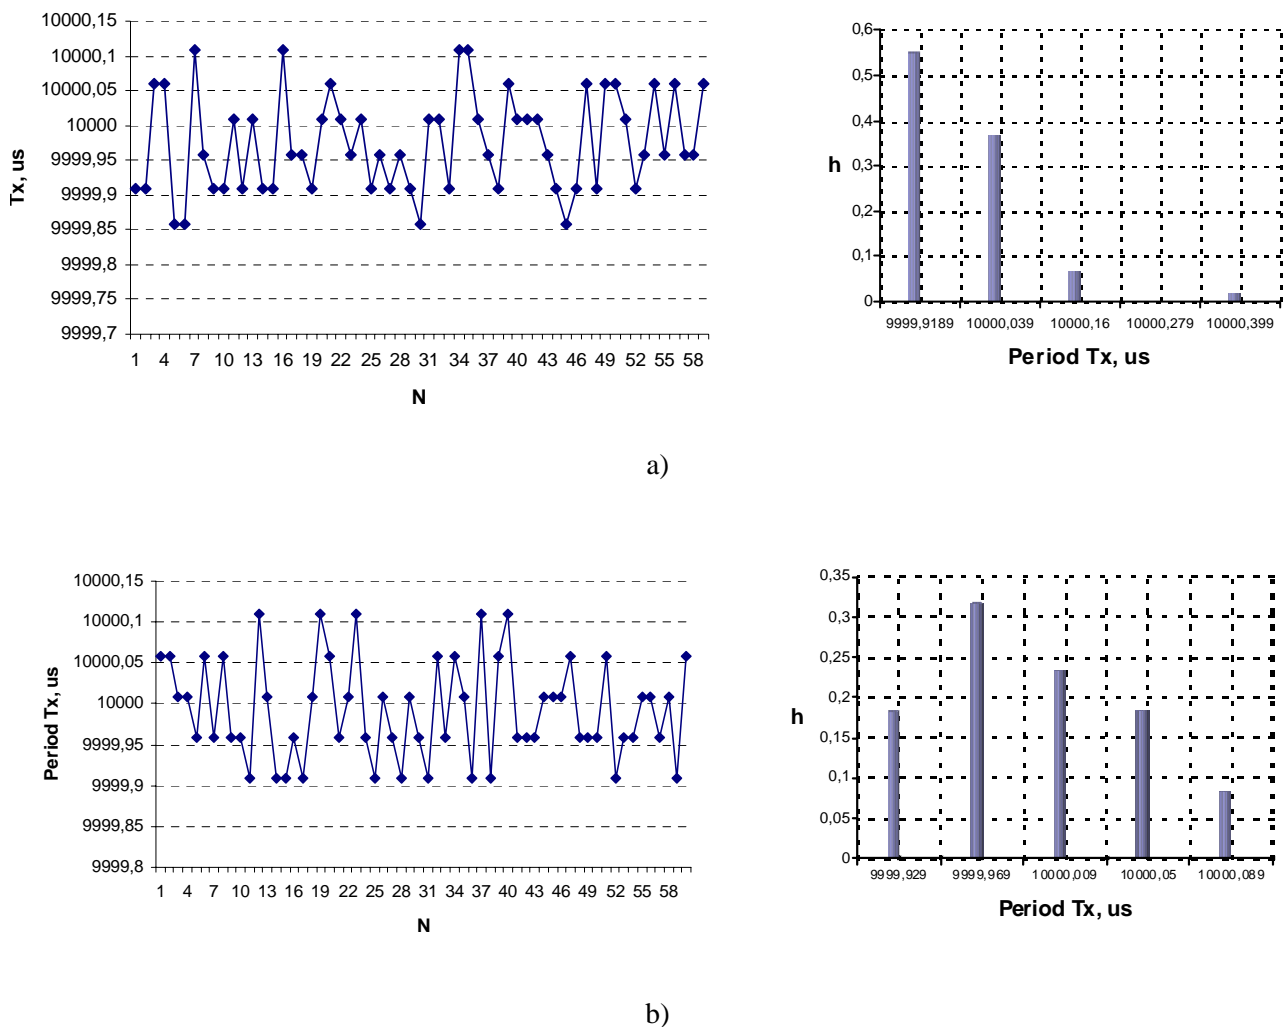 10000,15
10000,1
10000,05
10000
9999,95
9999,9
9999,85
9999,8
9999,75
9999,7
Tx, us
1 4 7 10 13 16 19 22 25 28 31 34 37 40 43 46 49 52 55 58
N
0,6
0,5
0,4
0,3
0,2
0,1
0
h
9999,9189 10000,039 10000,16 10000,279 10000,399
Period Tx, us
a)
10000,15
10000,1
10000,05
10000
9999,95
9999,9
9999,85
9999,8
Period Tx, us
1 4 7 10 13 16 19 22 25 28 31 34 37 40 43 46 49 52 55 58
N
0,35
0,3
0,25
0,2
0,15
0,1
0,05
0
h
9999,929 9999,969 10000,009 10000,05 10000,089
Period Tx, us
b)